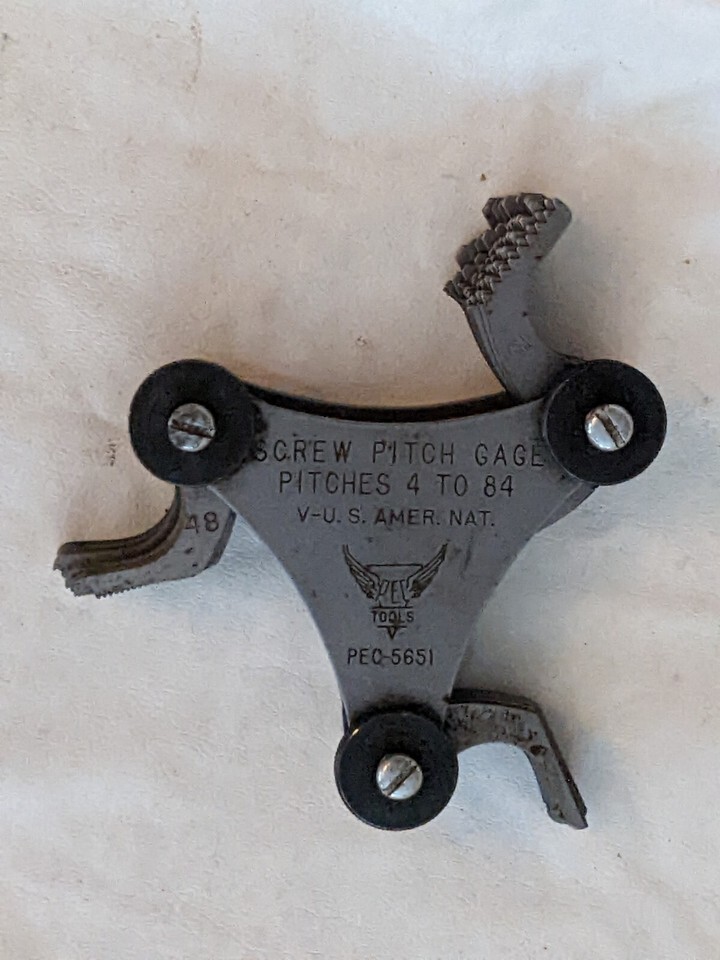 SCREW PITCH GAGE
PITCHES 4 TO 84
V-U.S. AMER. NAT.
48
PEC
TOOLS
PEC-5651